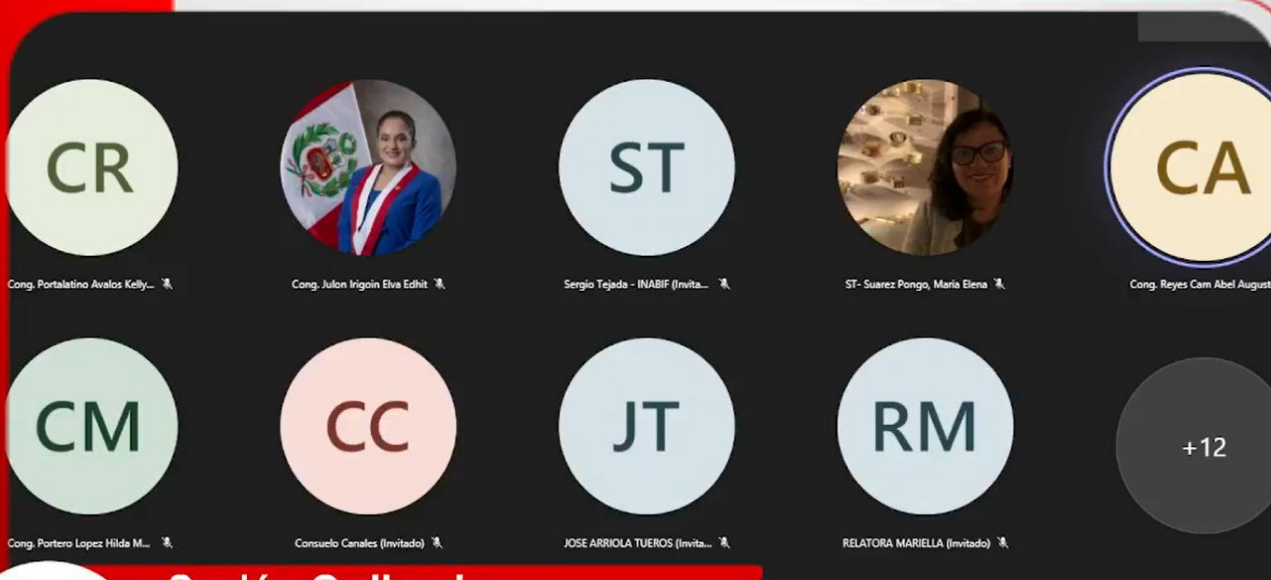 CR
ST
CA
Cong. Portalatino Avalos Kelly...
Cong. Julon Irigoin Elva Edhit
Sergio Tejada - INABIF (Invita...
ST- Suarez Pongo, Maria Elena
Cong. Reyes Cam Abel August
CM
CC
JT
RM
+12
Cong. Portero Lopez Hilda M...
Consuelo Canales (Invitado)
JOSE ARRIOLA TUEROS (Invita...
RELATORA MARIELLA (Invitado)